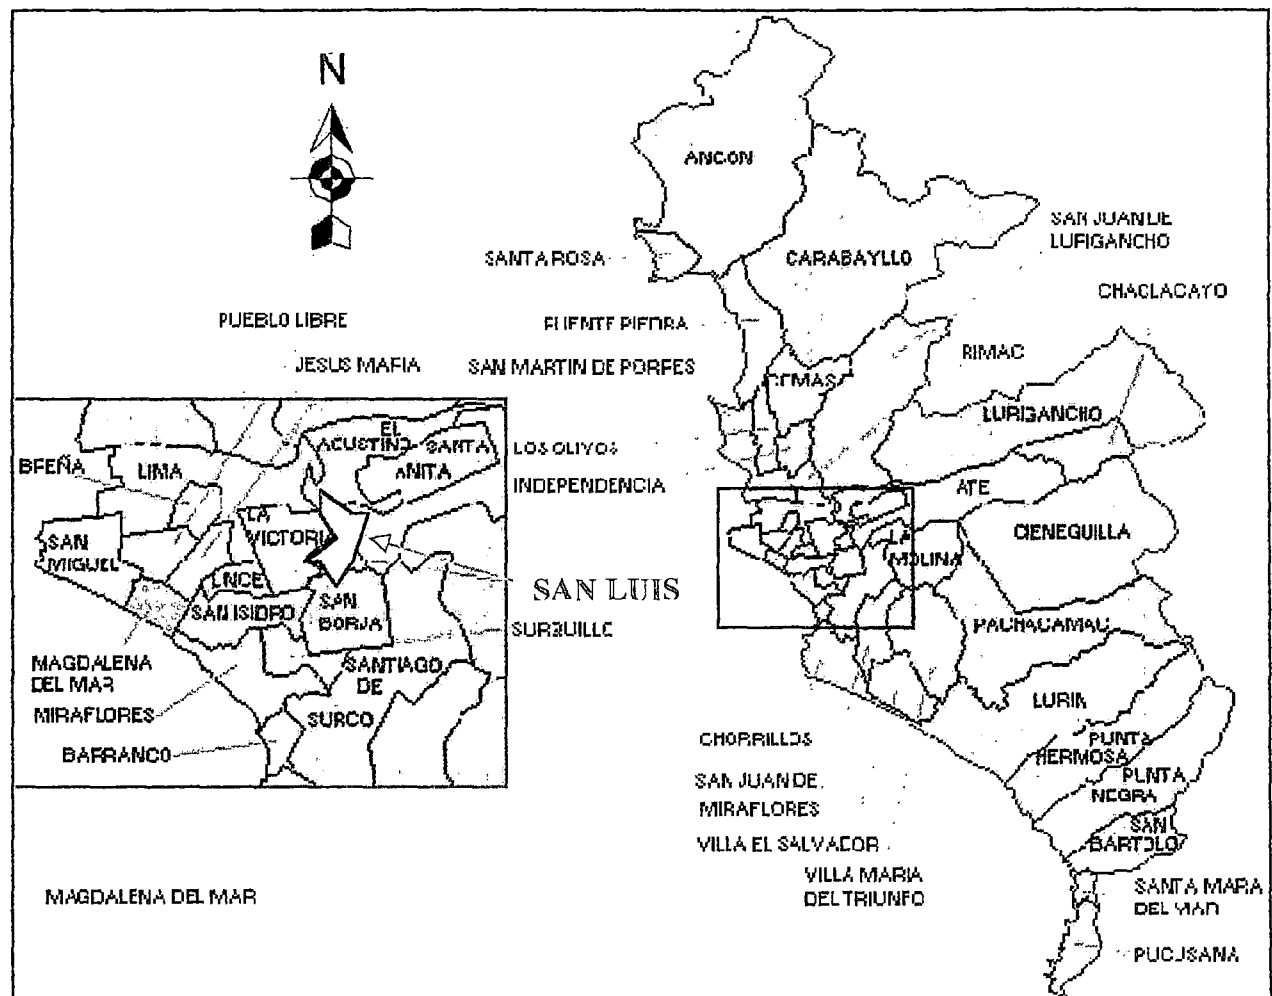 N
ANCON
SANTA ROSA
CARABAYLLO
SAN JUAN DE
LURIGANCHO
CHACLACAYO
PUEBLO LIBRE
PUENTE PIEDRA
JESUS MARIA
SAN MARTIN DE PORRES
RIMAC
COMAS
LURIGANCHO
EL
AGUSTINO
SANTA
ANITA
LOS OLIVOS
BREÑA
LIMA
INDEPENDENCIA
ATE
LA
VICTORIA
CIENEGUILLA
SAN
MIGUEL
LA
MOLINA
LINCE
SAN LUIS
SAN ISIDRO
SAN
BORJA
SURQUILLO
PACHACAMAC
MAGDALENA
DEL MAR
SANTIAGO
DE
SURCO
MIRAFLORES
BARRANCO
LURIN
CHORRILLOS
PUNTA
HERMOSA
SAN JUAN DE
MIRAFLORES
PUNTA
NEGRA
VILLA EL SALVADOR
SAN
BARTOLO
VILLA MARIA
DEL TRIUNFO
MAGDALENA DEL MAR
SANTA MARIA
DEL MAR
PUCUSANA